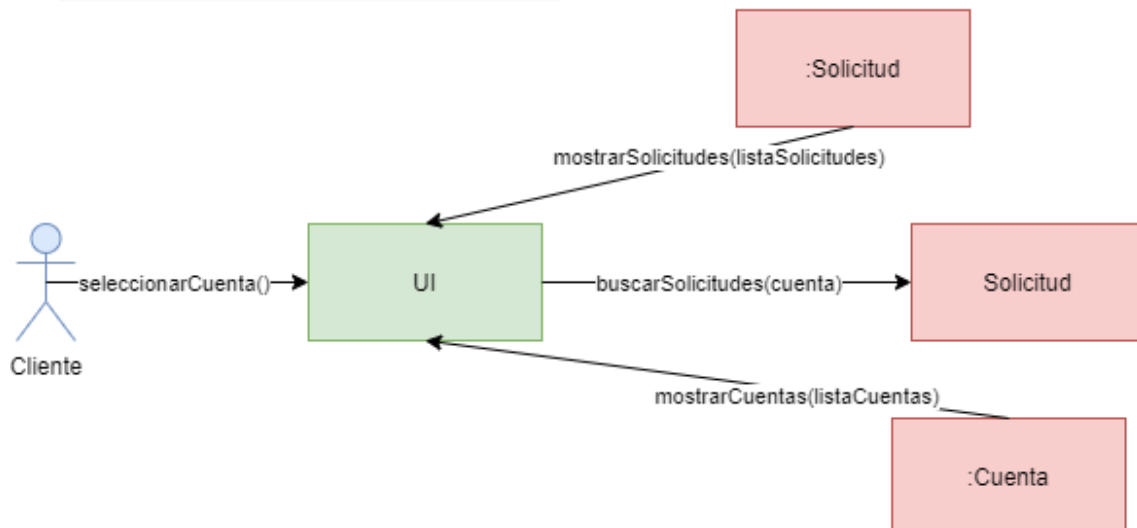 :Solicitud
mostrarSolicitudes(listaSolicitudes)
seleccionarCuenta()
UI
buscarSolicitudes(cuenta)
Solicitud
Cliente
mostrarCuentas(listaCuentas)
:Cuenta